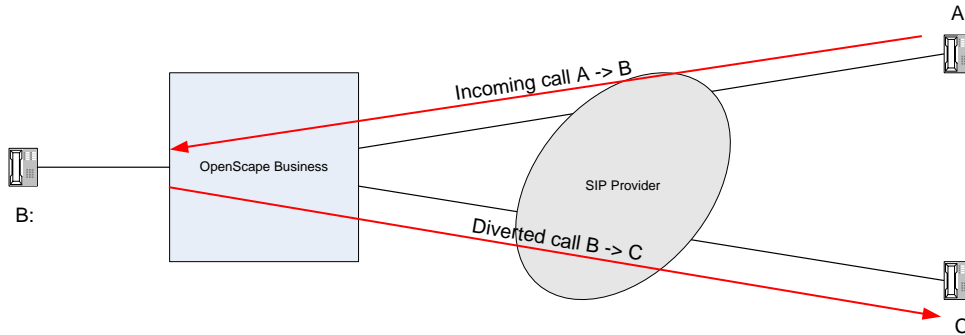 A
Incoming call A -> B
OpenScape Business
SIP Provider
B:
Diverted call B -> C
C